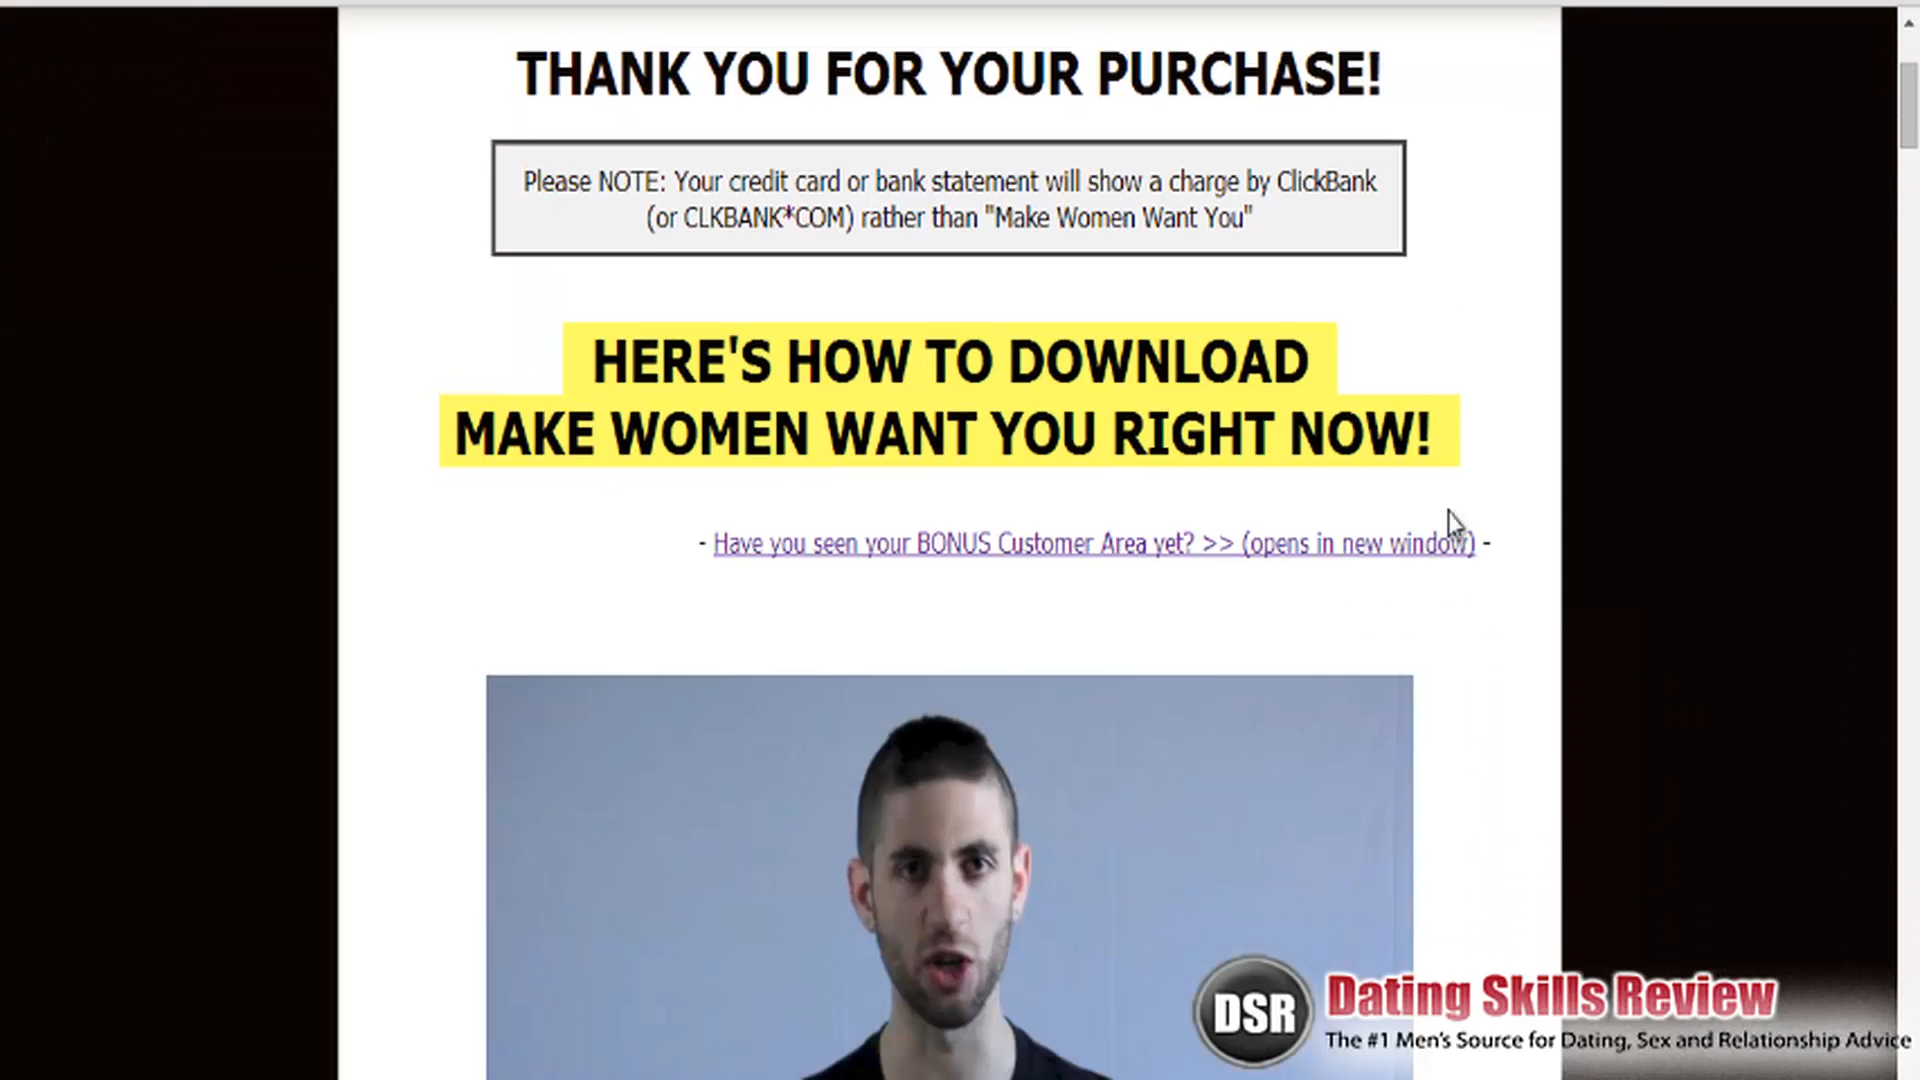 THANK YOU FOR YOUR PURCHASE!
Please NOTE: Your credit card or bank statement will show a charge by ClickBank
(or CLKBANK*COM) rather than "Make Women Want You"
HERE'S HOW TO DOWNLOAD
MAKE WOMEN WANT YOU RIGHT NOW!
- Have you seen your BONUS Customer Area yet? >> (opens in new window) -
DSR
Dating Skills Review
The #1 Men's Source for Dating, Sex and Relationship Advice